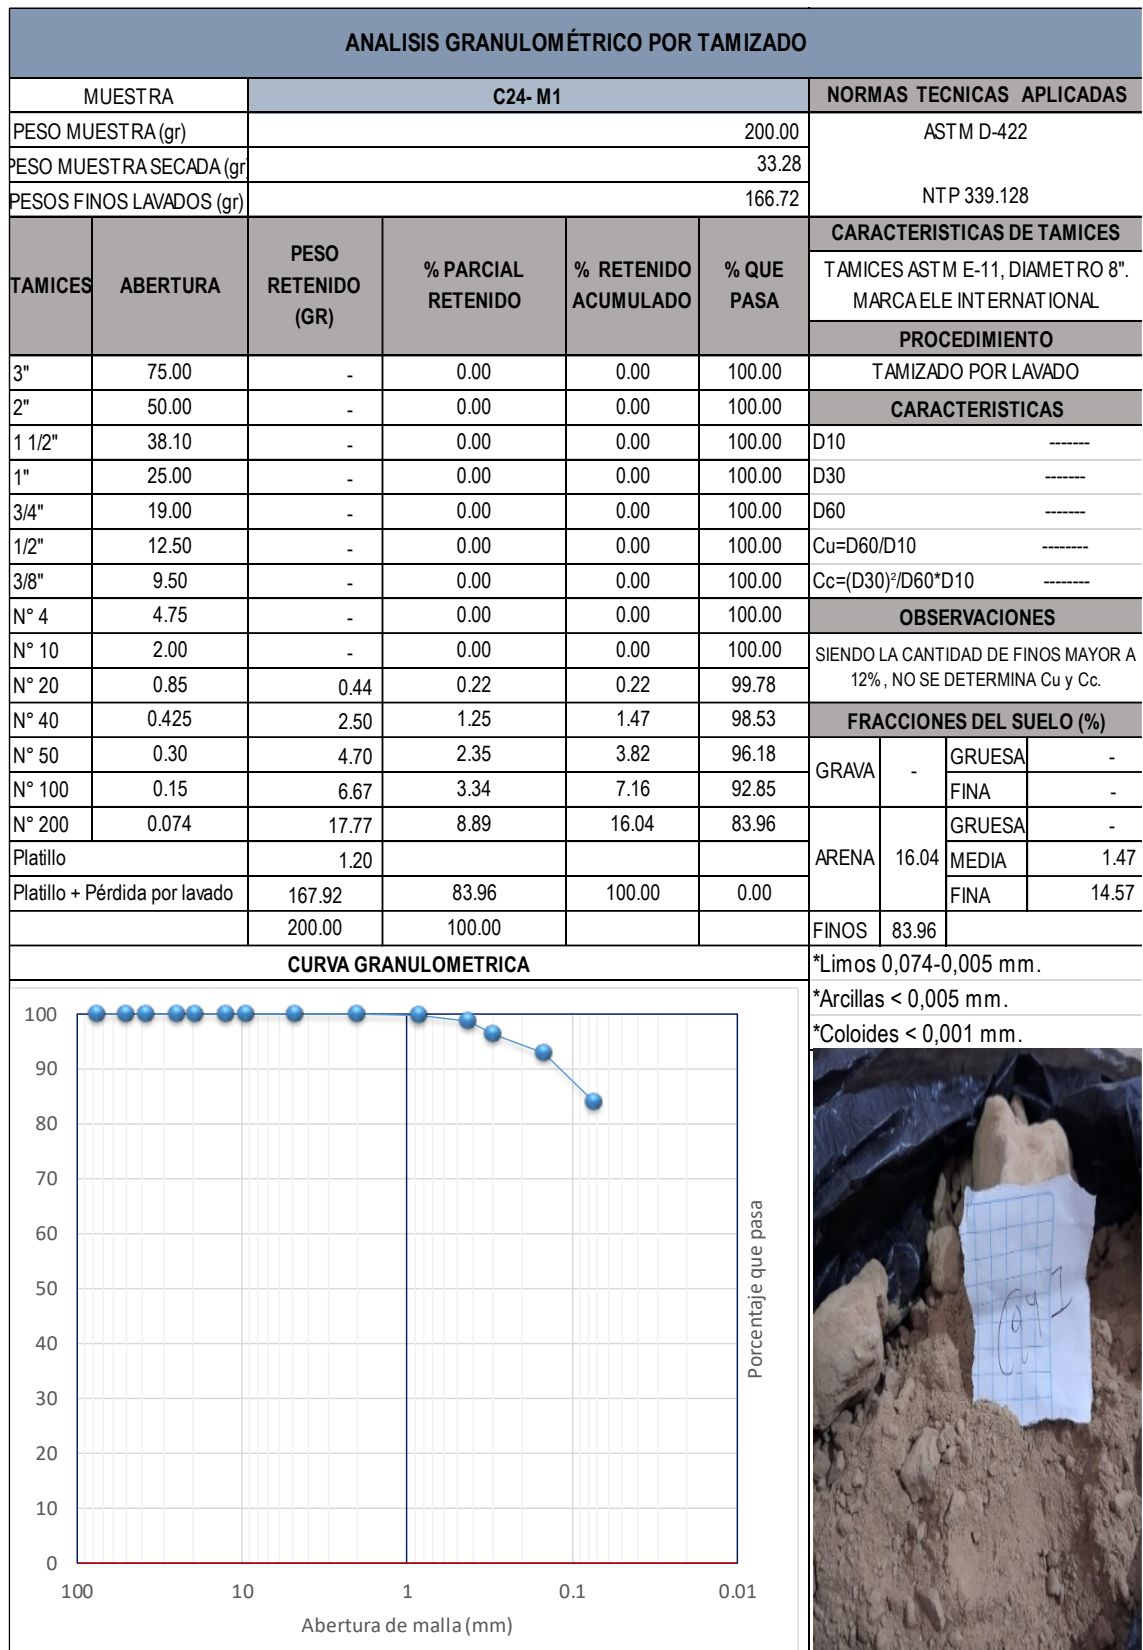 ANALISIS GRANULOMÉTRICO POR TAMIZADO
MUESTRA C24- M1 NORMAS TECNICAS APLICADAS
PESO MUESTRA (gr) 200.00 ASTM D-422
PESO MUESTRA SECADA (gr) 33.28
PESOS FINOS LAVADOS (gr) 166.72 NTP 339.128
TAMICES ABERTURA PESO RETENIDO (GR) % PARCIAL RETENIDO % RETENIDO ACUMULADO % QUE PASA
CARACTERISTICAS DE TAMICES
TAMICES ASTM E-11, DIAMETRO 8".
MARCA ELE INTERNATIONAL
PROCEDIMIENTO
3" 75.00 - 0.00 0.00 100.00 TAMIZADO POR LAVADO
2" 50.00 - 0.00 0.00 100.00 CARACTERISTICAS
1 1/2" 38.10 - 0.00 0.00 100.00 D10 -------
1" 25.00 - 0.00 0.00 100.00 D30 -------
3/4" 19.00 - 0.00 0.00 100.00 D60 -------
1/2" 12.50 - 0.00 0.00 100.00 Cu=D60/D10 --------
3/8" 9.50 - 0.00 0.00 100.00 Cc=(D30)²/D60*D10 --------
N° 4 4.75 - 0.00 0.00 100.00 OBSERVACIONES
N° 10 2.00 - 0.00 0.00 100.00 SIENDO LA CANTIDAD DE FINOS MAYOR A
N° 20 0.85 0.44 0.22 0.22 99.78 12%, NO SE DETERMINA Cu y Cc.
N° 40 0.425 2.50 1.25 1.47 98.53 FRACCIONES DEL SUELO (%)
N° 50 0.30 4.70 2.35 3.82 96.18 GRAVA - GRUESA -
N° 100 0.15 6.67 3.34 7.16 92.85 FINA -
N° 200 0.074 17.77 8.89 16.04 83.96 GRUESA -
Platillo 1.20 ARENA 16.04 MEDIA 1.47
Platillo + Pérdida por lavado 167.92 83.96 100.00 0.00 FINA 14.57
200.00 100.00 FINOS 83.96
CURVA GRANULOMETRICA *Limos 0,074-0,005 mm.
*Arcillas < 0,005 mm.
*Coloides < 0,001 mm.
100
90
80
70
60
50
40
30
20
10
0
Porcentaje que pasa
100 10 1 0.1 0.01
Abertura de malla (mm)